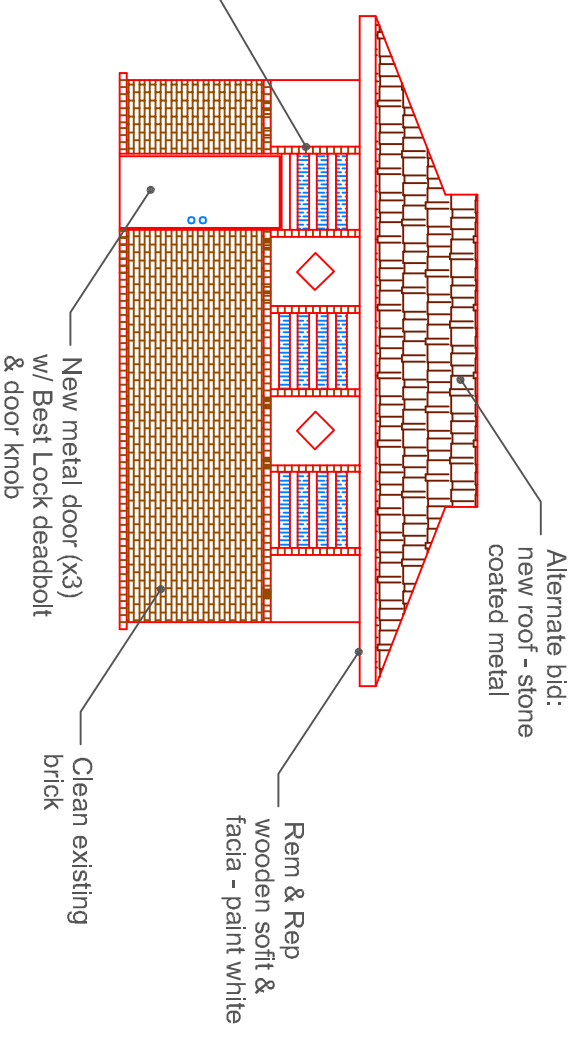 Alternate bid:
new roof - stone
coated metal
Rem & Rep
wooden sofit &
facia - paint white
New metal door (x3)
w/ Best Lock deadbolt
& door knob
Clean existing
brick